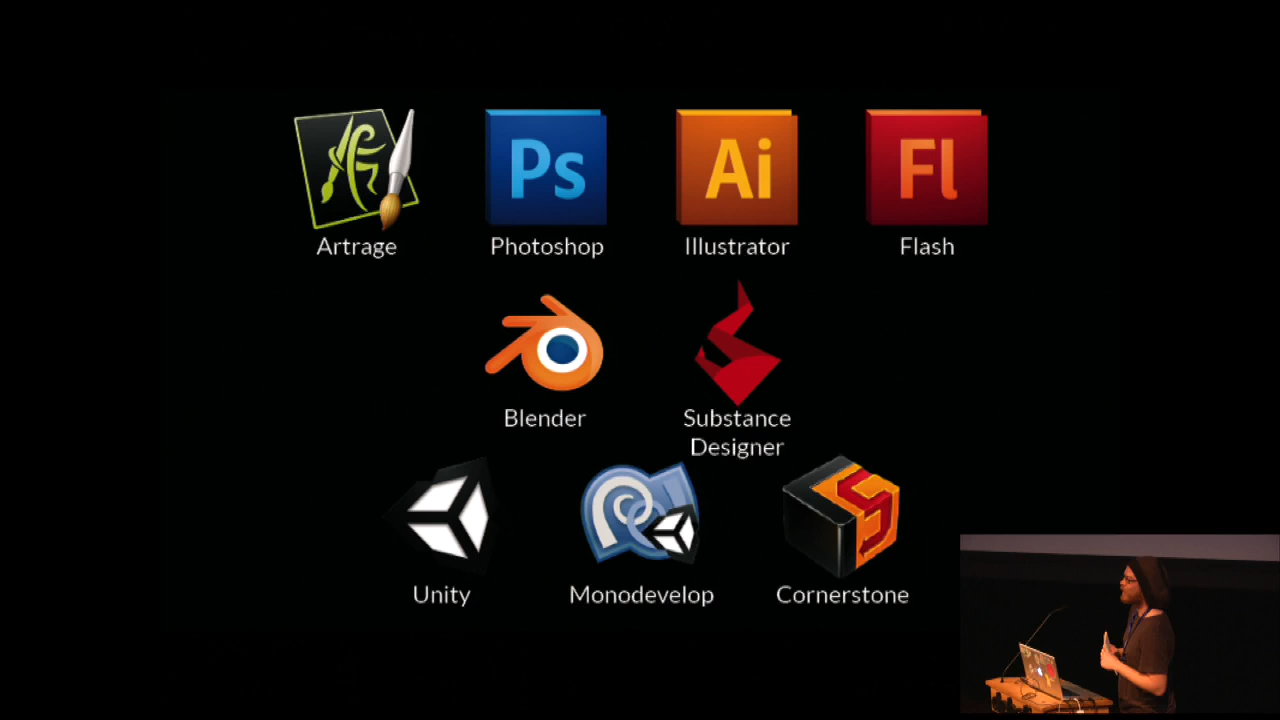 Ps
Ai
Fl
Artrage
Photoshop
Illustrator
Flash
Blender
Substance
Designer
Unity
Monodevelop
Cornerstone